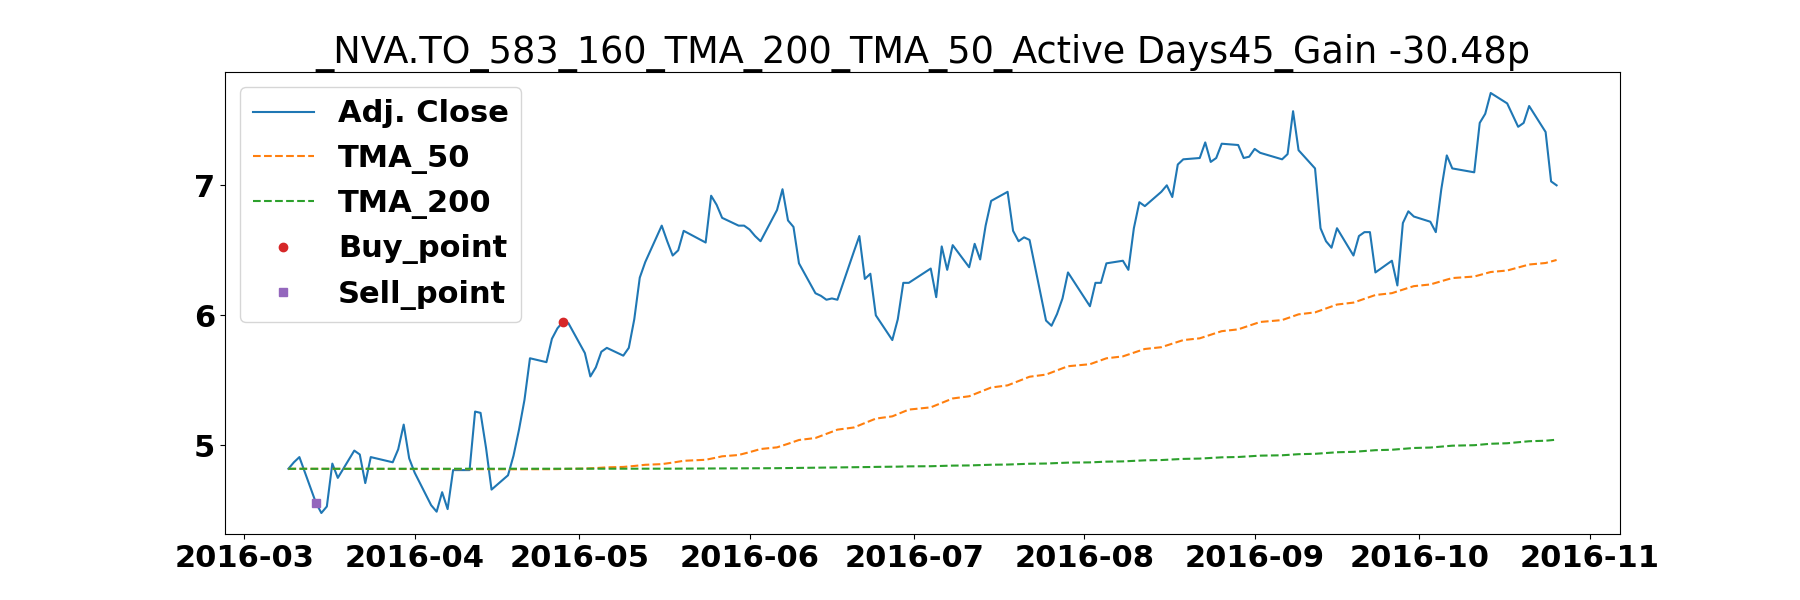 _NVA.TO_583_160_TMA_200_TMA_50_Active Days45_Gain -30.48p
Adj. Close
TMA_50
TMA_200
Buy_point
Sell_point
7
6
5
2016-03 2016-04 2016-05 2016-06 2016-07 2016-08 2016-09 2016-10 2016-11